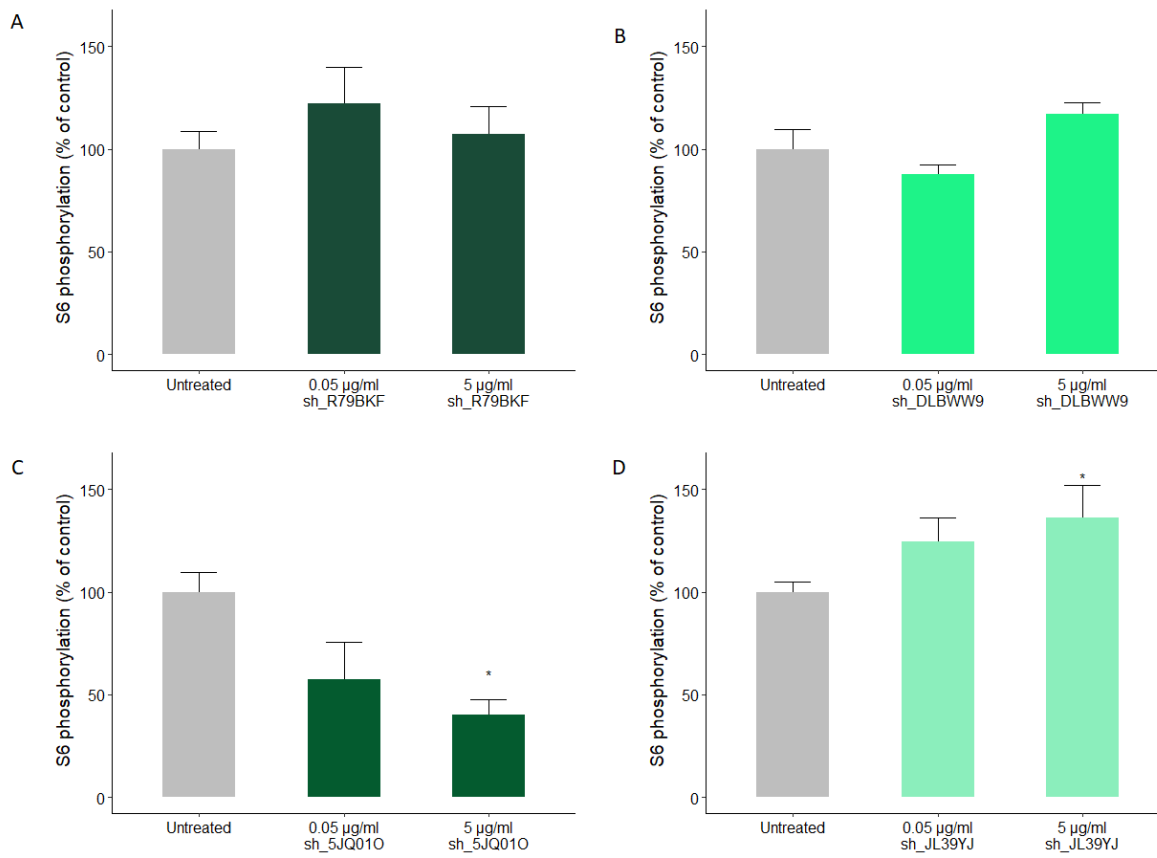 A
S6 phosphorylation (% of control)
150
100
50
0
Untreated
0.05 µg/ml
sh_R79BKF
5 µg/ml
sh_R79BKF
B
S6 phosphorylation (% of control)
150
100
50
0
Untreated
0.05 µg/ml
sh_DLBWW9
5 µg/ml
sh_DLBWW9
C
S6 phosphorylation (% of control)
150
100
50
0
*
Untreated
0.05 µg/ml
sh_5JQ01O
5 µg/ml
sh_5JQ01O
D
S6 phosphorylation (% of control)
150
100
50
0
*
Untreated
0.05 µg/ml
sh_JL39YJ
5 µg/ml
sh_JL39YJ